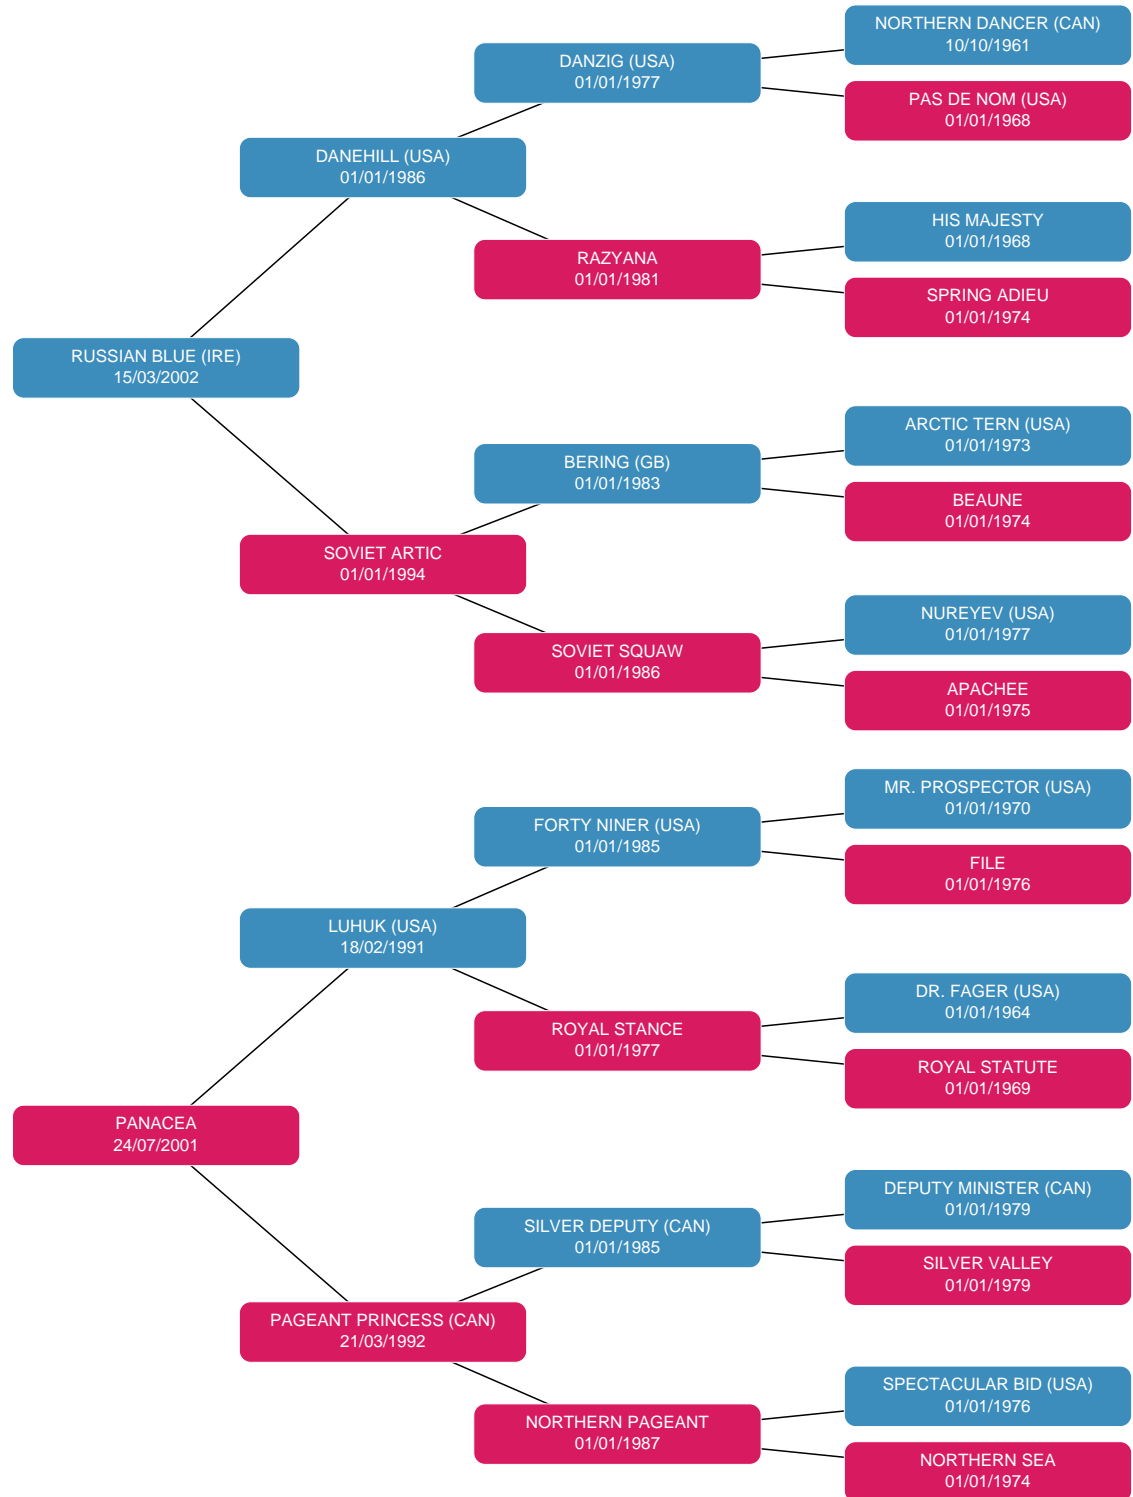 NORTHERN DANCER (CAN)
10/10/1961
DANZIG (USA)
01/01/1977
PAS DE NOM (USA)
01/01/1968
DANEHILL (USA)
01/01/1986
HIS MAJESTY
01/01/1968
RAZYANA
01/01/1981
SPRING ADIEU
01/01/1974
RUSSIAN BLUE (IRE)
15/03/2002
ARCTIC TERN (USA)
01/01/1973
BERING (GB)
01/01/1983
BEAUNE
01/01/1974
SOVIET ARTIC
01/01/1994
NUREYEV (USA)
01/01/1977
SOVIET SQUAW
01/01/1986
APACHEE
01/01/1975
MR. PROSPECTOR (USA)
01/01/1970
FORTY NINER (USA)
01/01/1985
FILE
01/01/1976
LUHUK (USA)
18/02/1991
DR. FAGER (USA)
01/01/1964
ROYAL STANCE
01/01/1977
ROYAL STATUTE
01/01/1969
PANACEA
24/07/2001
DEPUTY MINISTER (CAN)
01/01/1979
SILVER DEPUTY (CAN)
01/01/1985
SILVER VALLEY
01/01/1979
PAGEANT PRINCESS (CAN)
21/03/1992
SPECTACULAR BID (USA)
01/01/1976
NORTHERN PAGEANT
01/01/1987
NORTHERN SEA
01/01/1974